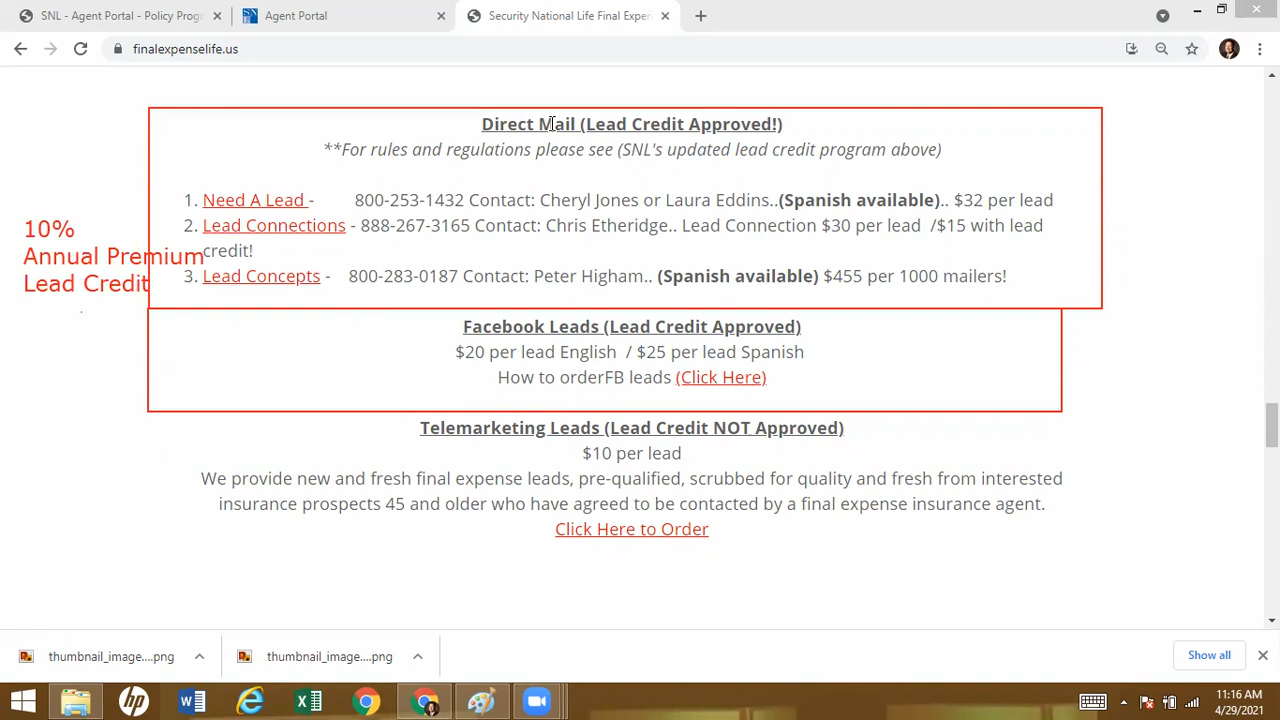 SNL - Agent Portal - Policy Prog
Agent Portal
Security National Life Final Exper
finalexpenselife.us
Direct Mail (Lead Credit Approved!)
**For rules and regulations please see (SNL's updated lead credit program above)
1. Need A Lead - 800-253-1432 Contact: Cheryl Jones or Laura Eddins..(Spanish available).. $32 per lead
2. Lead Connections - 888-267-3165 Contact: Chris Etheridge.. Lead Connection $30 per lead /$15 with lead
credit!
3. Lead Concepts - 800-283-0187 Contact: Peter Higham.. (Spanish available) $455 per 1000 mailers!
10%
Annual Premium
Lead Credit
Facebook Leads (Lead Credit Approved)
$20 per lead English / $25 per lead Spanish
How to orderFB leads (Click Here)
Telemarketing Leads (Lead Credit NOT Approved)
$10 per lead
We provide new and fresh final expense leads, pre-qualified, scrubbed for quality and fresh from interested
insurance prospects 45 and older who have agreed to be contacted by a final expense insurance agent.
Click Here to Order
thumbnail_image....png
thumbnail_image....png
Show all
11:16 AM
4/29/2021